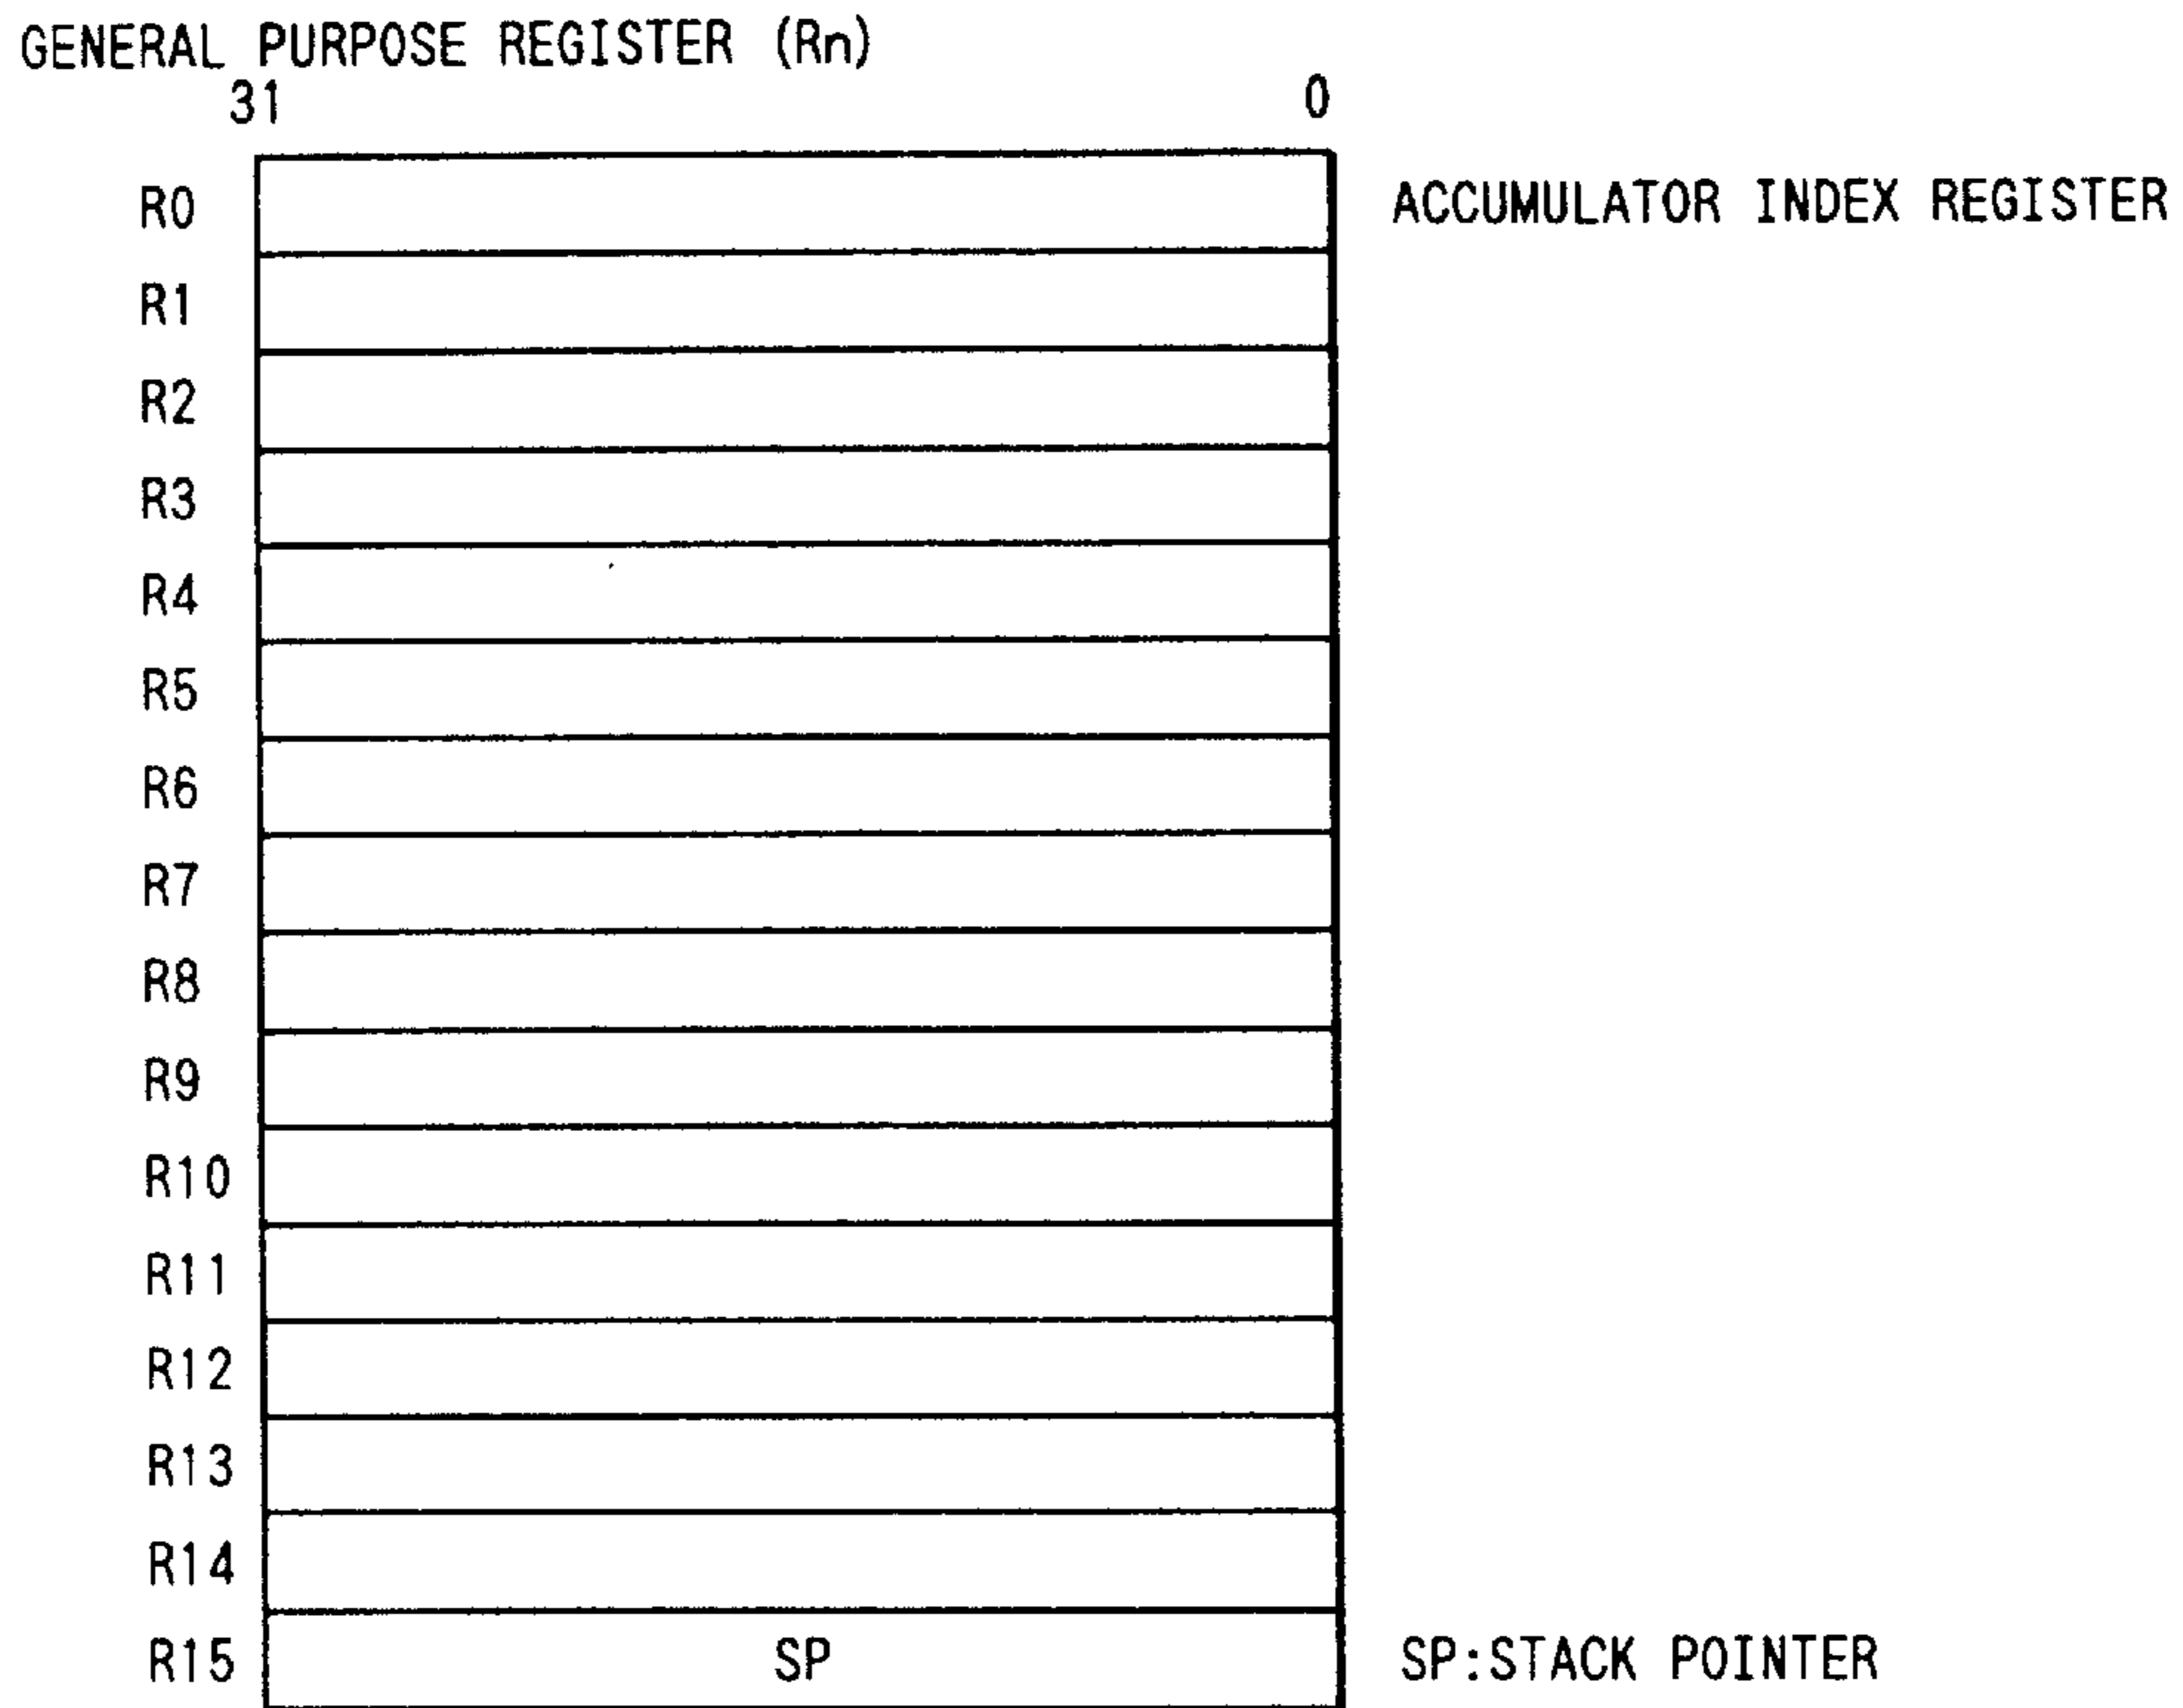 GENERAL PURPOSE REGISTER (Rn)
31 0
R0 ACCUMULATOR INDEX REGISTER
R1
R2
R3
R4
R5
R6
R7
R8
R9
R10
R11
R12
R13
R14
R15 SP SP:STACK POINTER